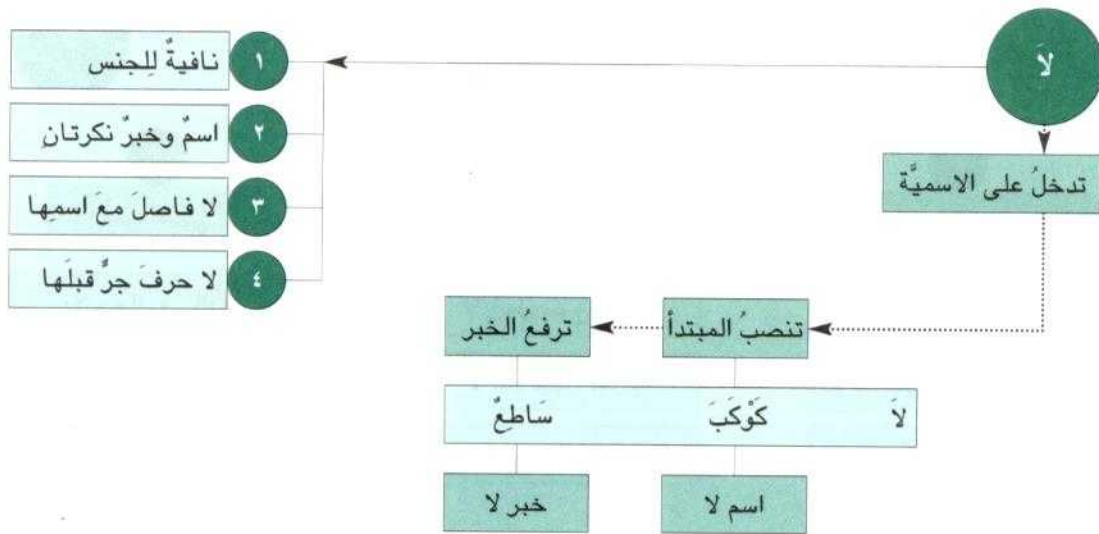 لاَ
١ نافيةٌ لِلجنس
٢ اسمٌ وخبرٌ نكرتانِ
٣ لا فاصلَ معَ اسمِها
٤ لا حرفَ جرٍّ قبلَها
تدخلُ على الاسميَّة
تنصبُ المبتدأ
ترفعُ الخبر
لاَ كَوْكَبَ سَاطعٌ
اسم لا
خبر لا